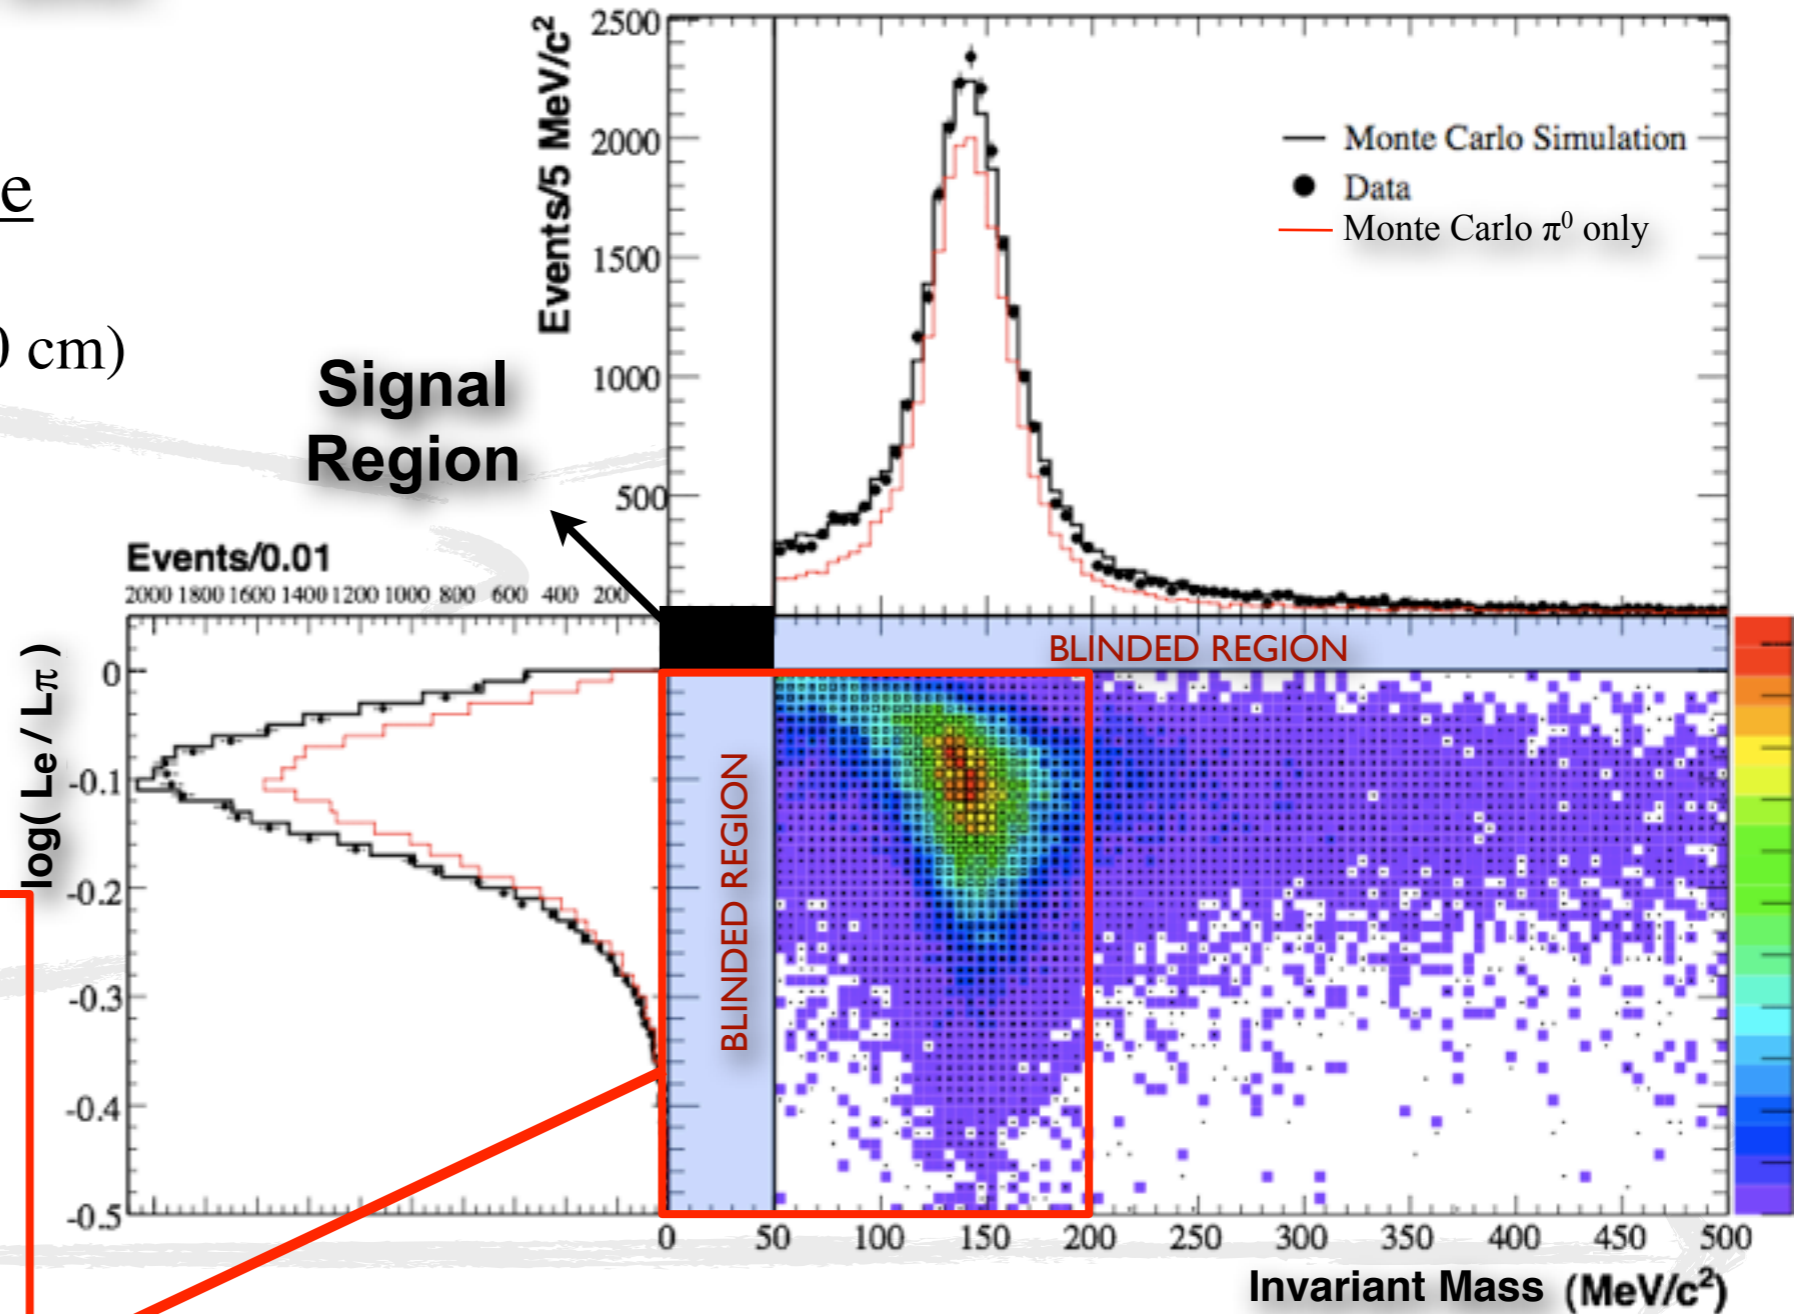 e
0 cm)
Signal
Region
Events/5 MeV/c²
2500
2000
1500
1000
500
0
Monte Carlo Simulation
Data
Monte Carlo π⁰ only
Events/0.01
2000 1800 1600 1400 1200 1000 800 600 400 200
log( Le / Lπ )
0
-0.1
-0.2
-0.3
-0.4
-0.5
BLINDED REGION
BLINDED REGION
0 50 100 150 200 250 300 350 400 450 500
Invariant Mass (MeV/c²)